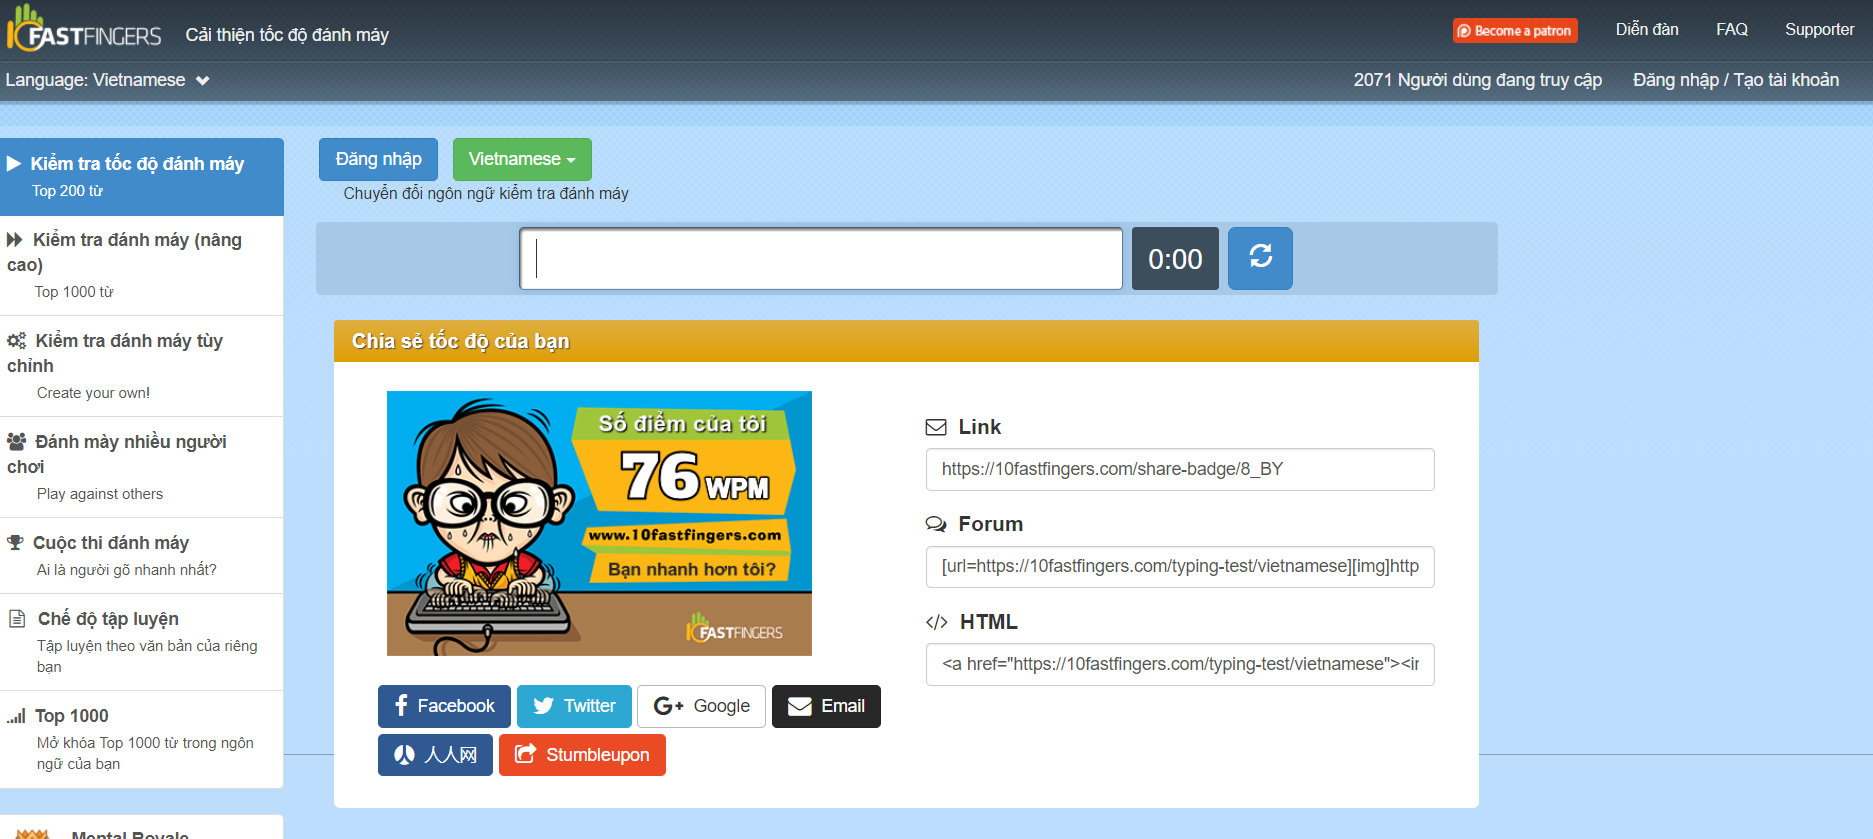 10FASTFINGERS
Cải thiện tốc độ đánh máy
Become a patron
Diễn đàn
FAQ
Supporter
Language: Vietnamese
2071 Người dùng đang truy cập
Đăng nhập / Tạo tài khoản
Kiểm tra tốc độ đánh máy
Top 200 từ
Kiểm tra đánh máy (nâng
cao)
Top 1000 từ
Kiểm tra đánh máy tùy
chỉnh
Create your own!
Đánh mày nhiều người
chơi
Play against others
Cuộc thi đánh máy
Ai là người gõ nhanh nhất?
Chế độ tập luyện
Tập luyện theo văn bản của riêng
bạn
Top 1000
Mở khóa Top 1000 từ trong ngôn
ngữ của bạn
Mental Royale
Đăng nhập
Vietnamese
Chuyển đổi ngôn ngữ kiểm tra đánh máy
0:00
Chia sẻ tốc độ của bạn
Số điểm của tôi
76 WPM
www.10fastfingers.com
Bạn nhanh hơn tôi?
10FASTFINGERS
Facebook
Twitter
G+ Google
Email
人人网
Stumbleupon
Link
https://10fastfingers.com/share-badge/8_BY
Forum
[url=https://10fastfingers.com/typing-test/vietnamese][img]http
</> HTML
<a href="https://10fastfingers.com/typing-test/vietnamese"><ir